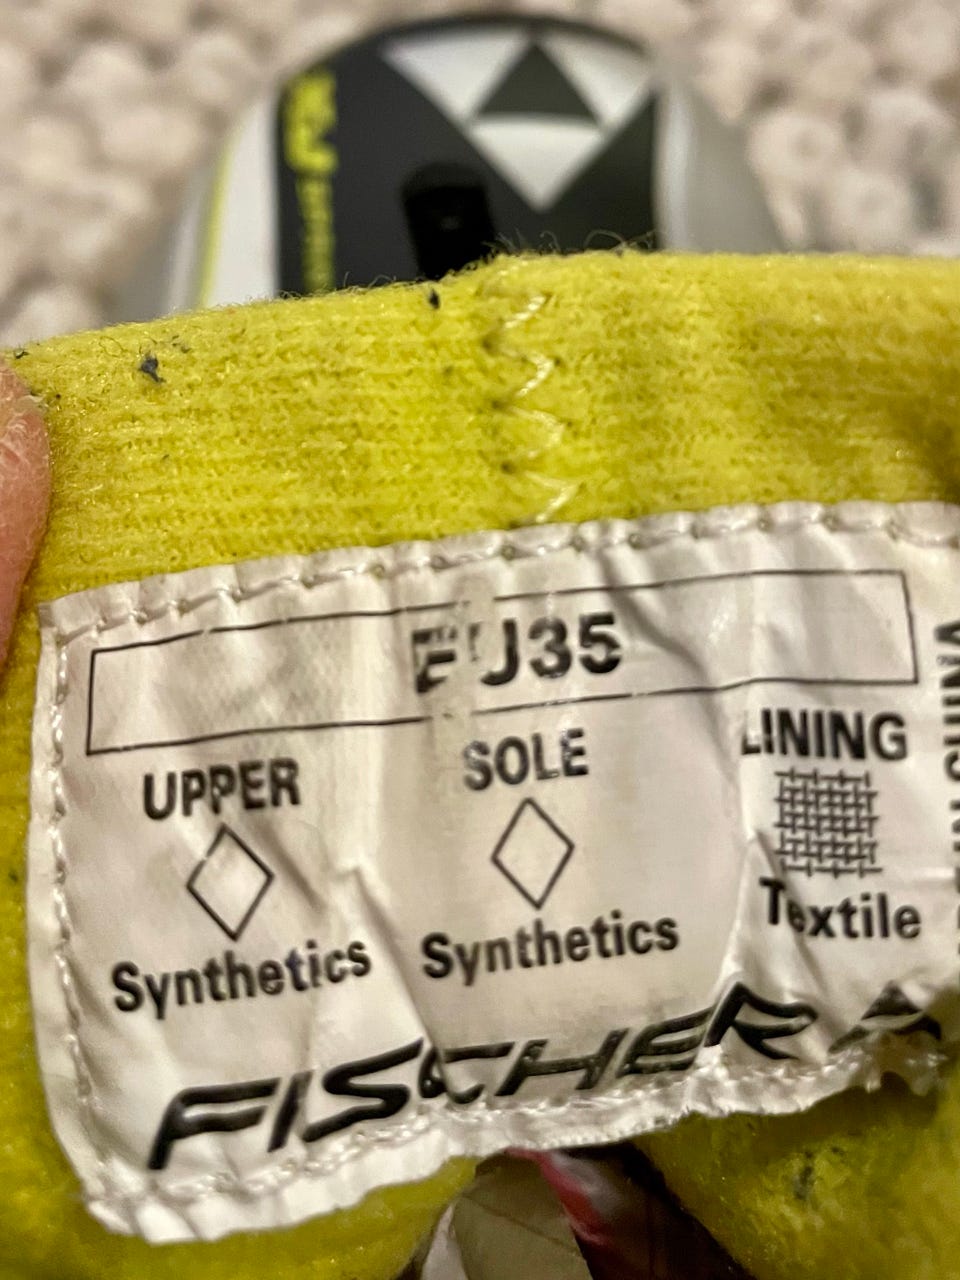 EU35
UPPER
SOLE
LINING
Synthetics
Synthetics
Textile
FISCHER